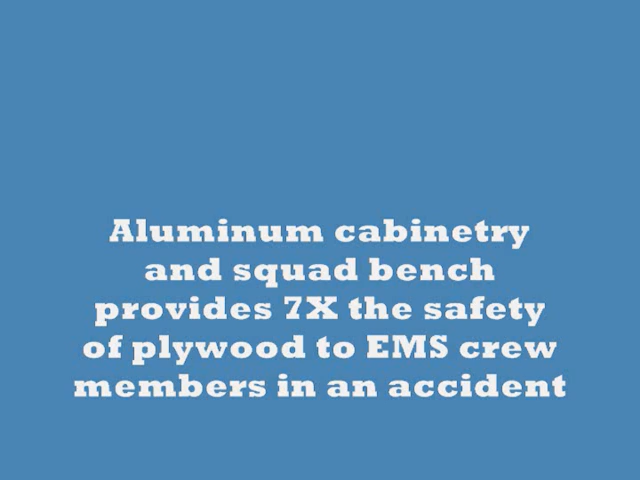 Aluminum cabinetry
and squad bench
provides 7X the safety
of plywood to EMS crew
members in an accident